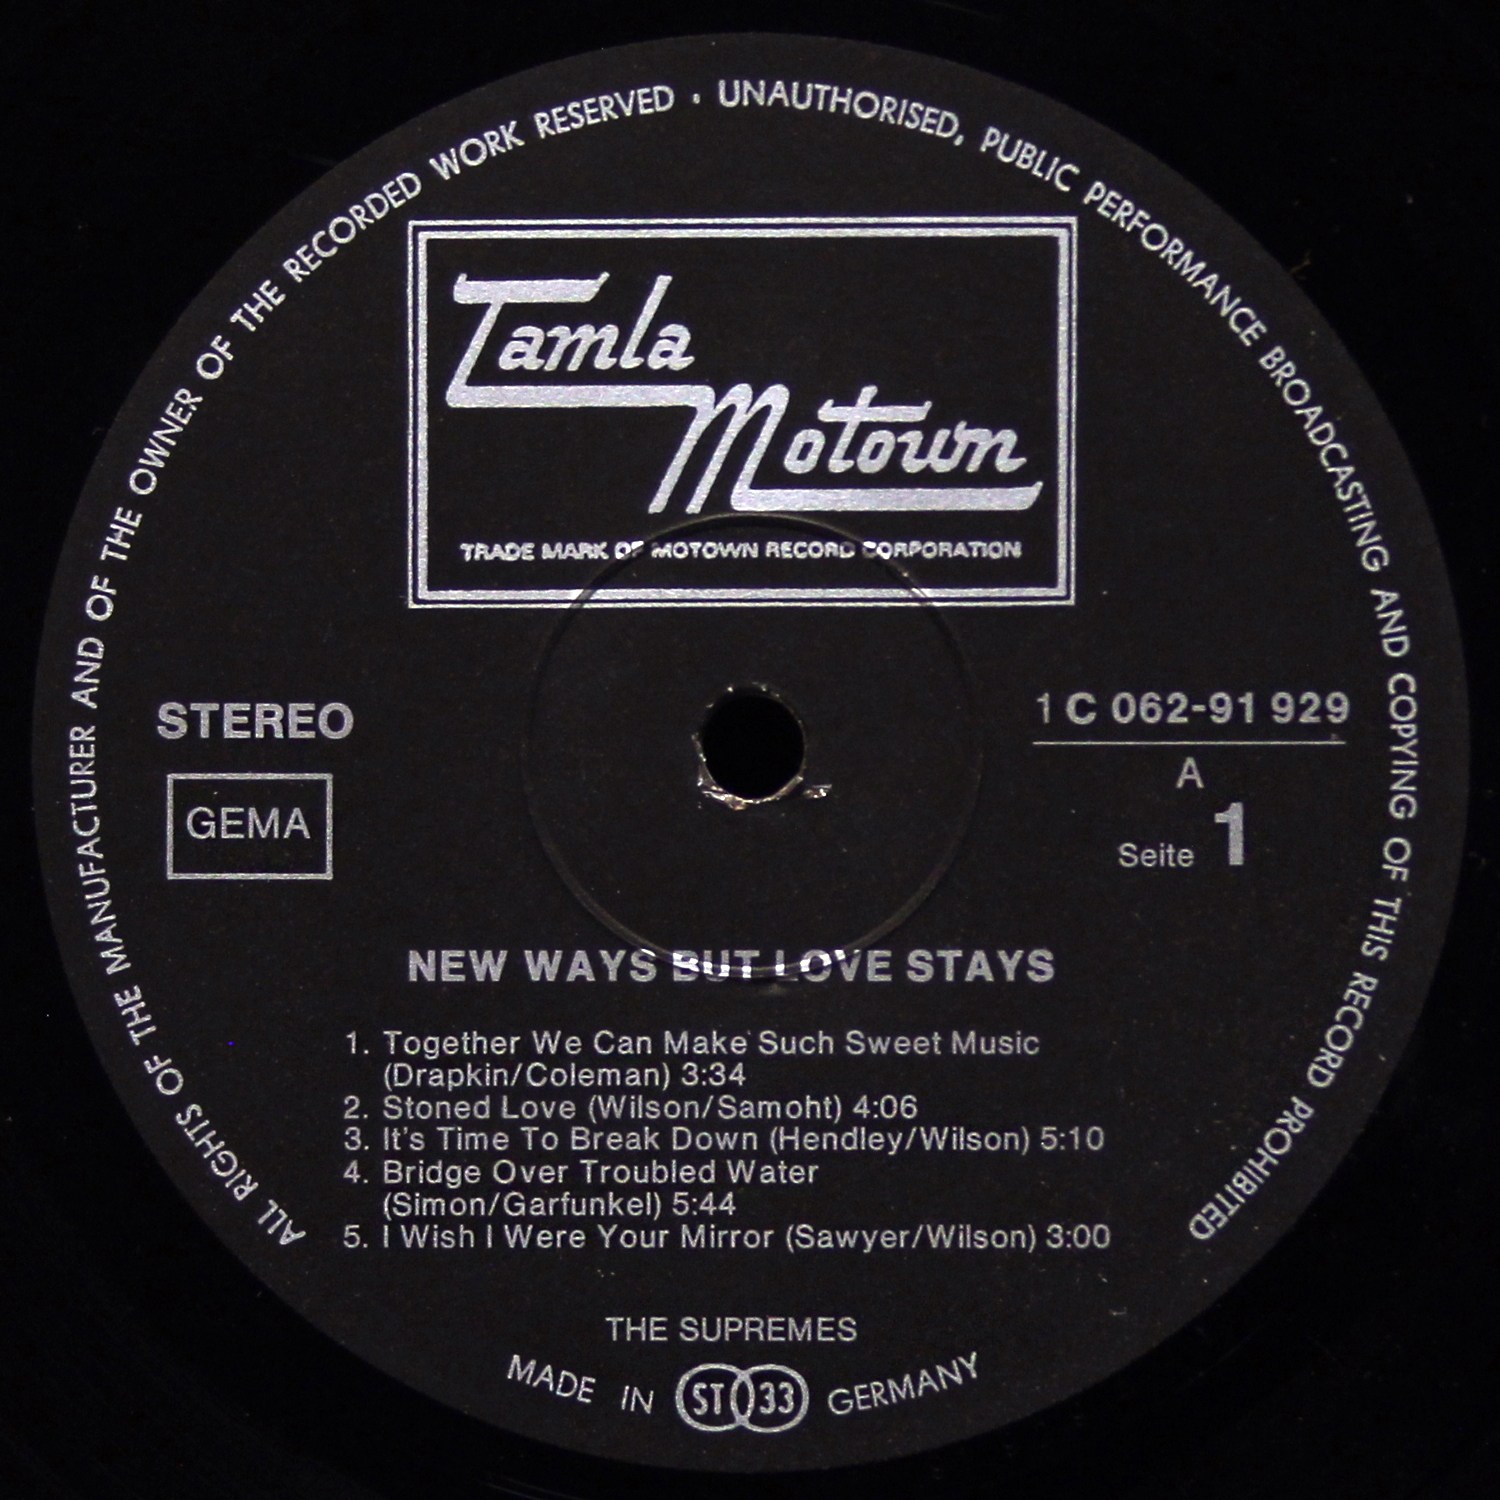 ALL RIGHTS OF THE MANUFACTURER AND OF THE OWNER OF THE RECORDED WORK RESERVED · UNAUTHORISED, PUBLIC PERFORMANCE BROADCASTING AND COPYING OF THIS RECORD PROHIBITED
Tamla
Motown
TRADE MARK OF MOTOWN RECORD CORPORATION
STEREO
GEMA
1 C 062-91 929
A
Seite 1
NEW WAYS BUT LOVE STAYS
1. Together We Can Make Such Sweet Music
(Drapkin/Coleman) 3:34
2. Stoned Love (Wilson/Samoht) 4:06
3. It's Time To Break Down (Hendley/Wilson) 5:10
4. Bridge Over Troubled Water
(Simon/Garfunkel) 5:44
5. I Wish I Were Your Mirror (Sawyer/Wilson) 3:00
THE SUPREMES
MADE IN ST 33 GERMANY